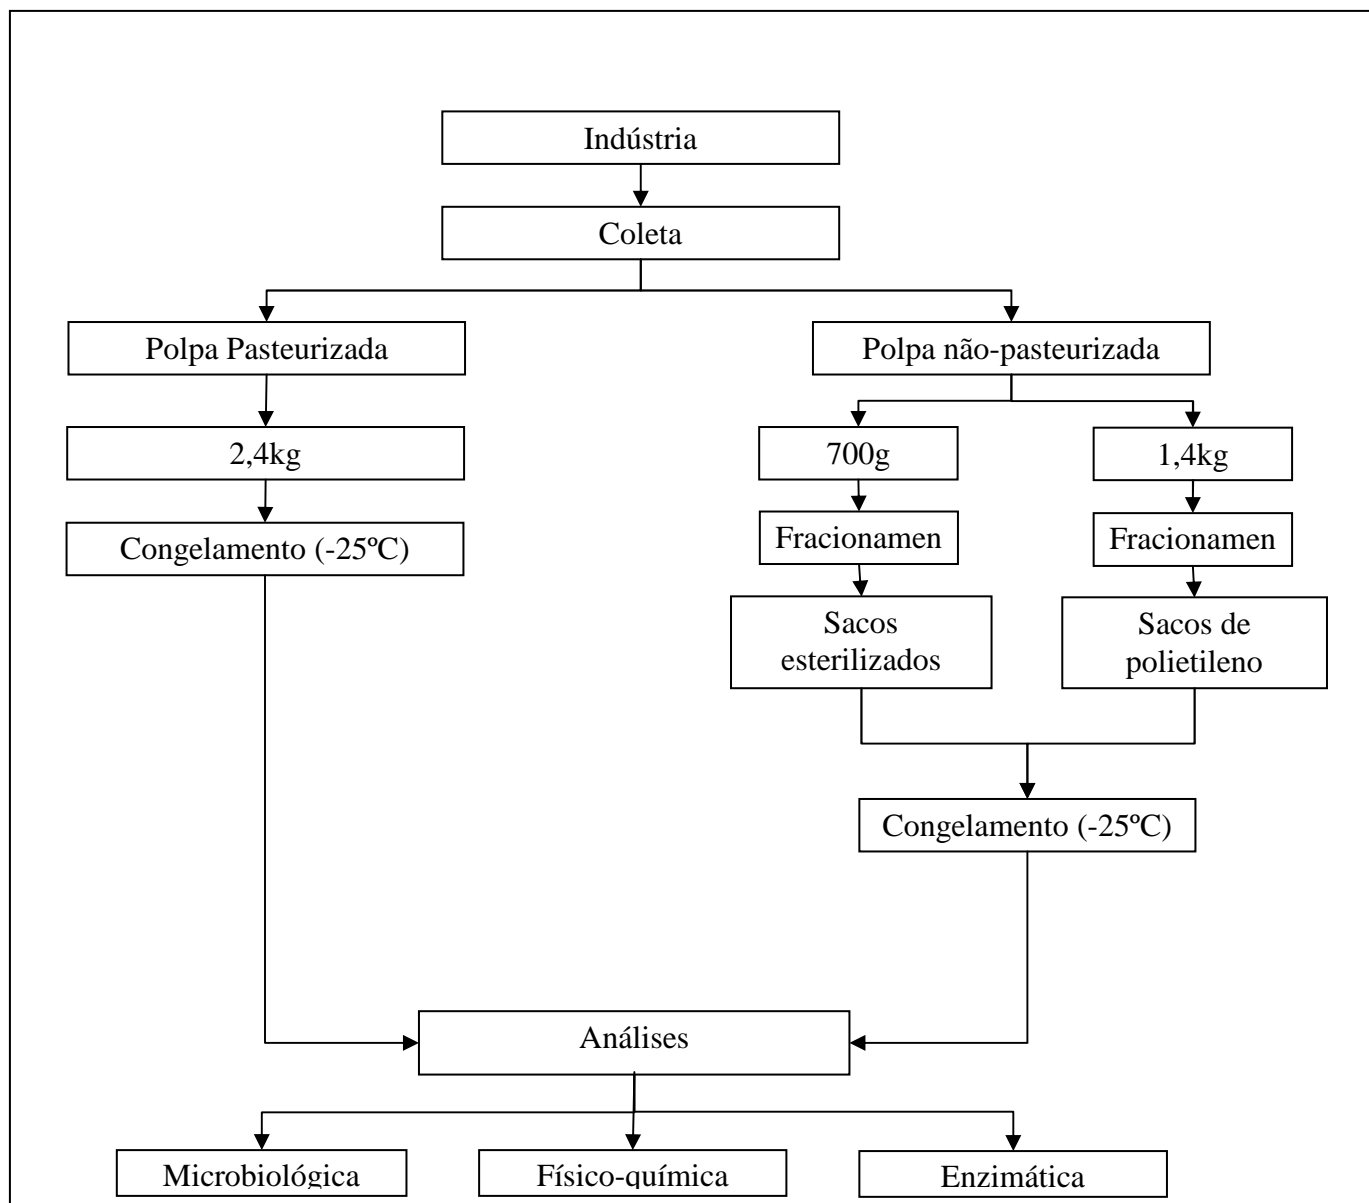 Indústria
Coleta
Polpa Pasteurizada
Polpa não-pasteurizada
2,4kg
700g
1,4kg
Congelamento (-25ºC)
Fracionamen
Fracionamen
Sacos
esterilizados
Sacos de
polietileno
Congelamento (-25ºC)
Análises
Microbiológica
Físico-química
Enzimática